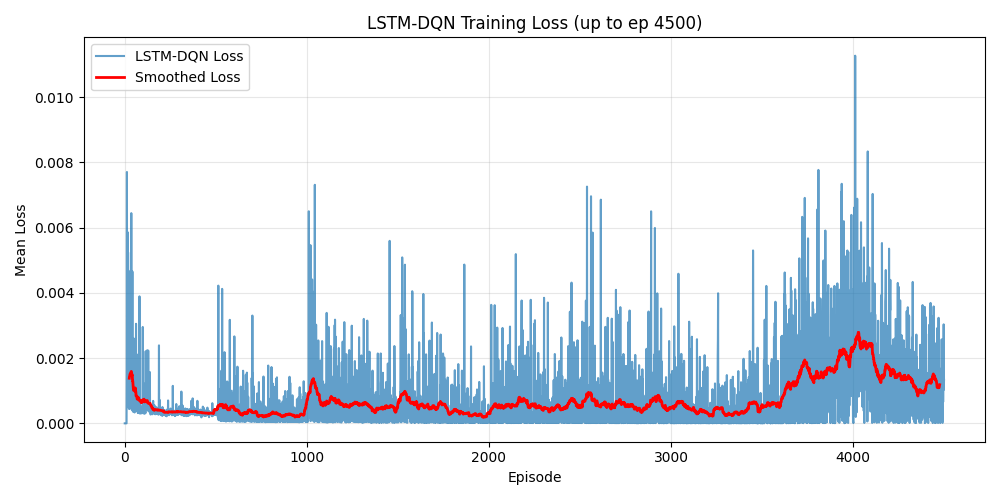 LSTM-DQN Training Loss (up to ep 4500)
LSTM-DQN Loss
Smoothed Loss
Mean Loss
0.010
0.008
0.006
0.004
0.002
0.000
0 1000 2000 3000 4000
Episode